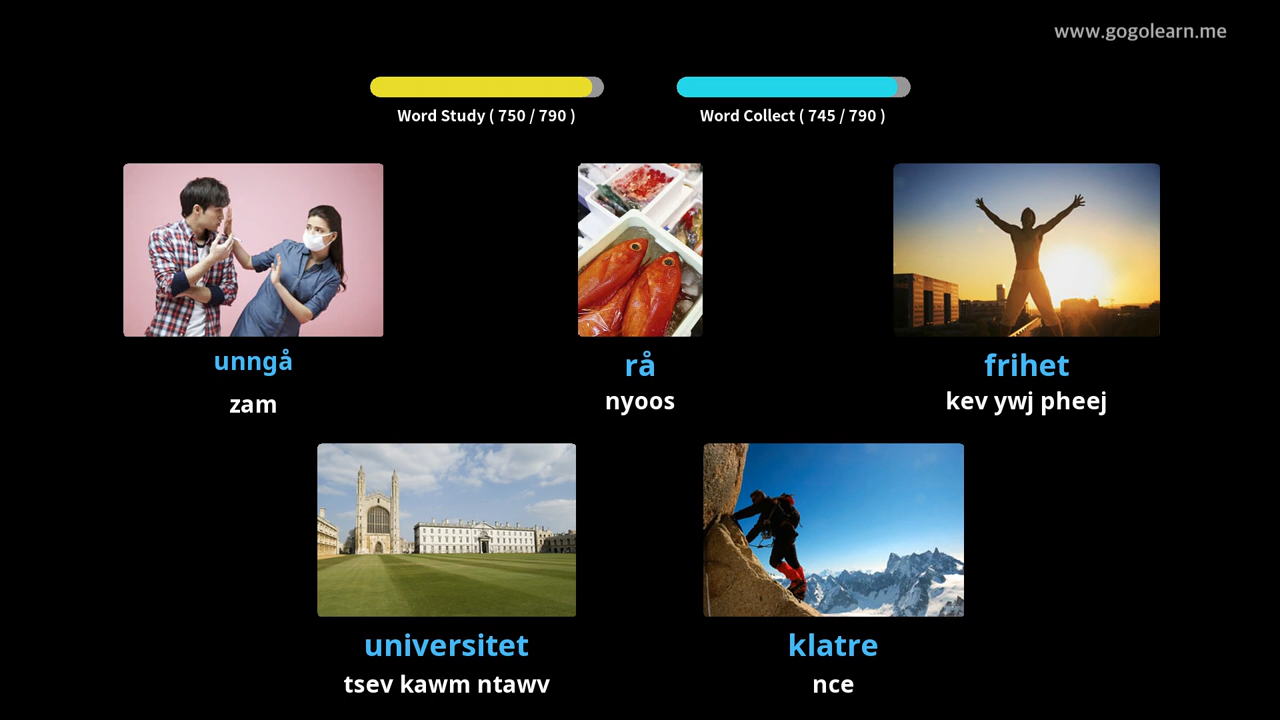 www.gogolearn.me
Word Study ( 750 / 790 )
Word Collect ( 745 / 790 )
unngå
zam
rå
nyoos
frihet
kev ywj pheej
universitet
tsev kawm ntawv
klatre
nce